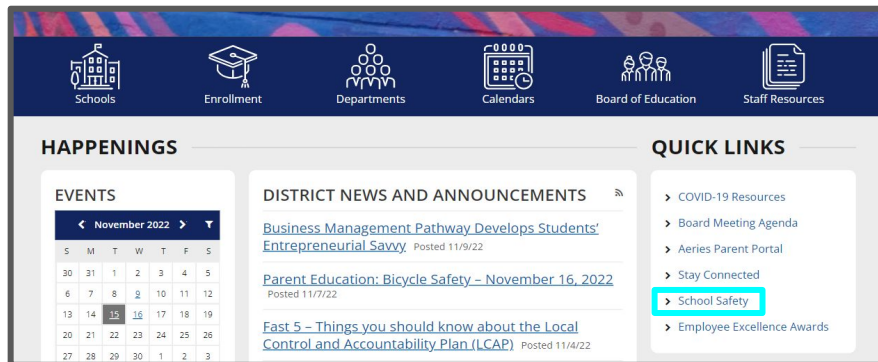 Schools
Enrollment
Departments
Calendars
Board of Education
Staff Resources
HAPPENINGS
EVENTS
November 2022
S M T W T F S
30 31 1 2 3 4 5
6 7 8 9 10 11 12
13 14 15 16 17 18 19
20 21 22 23 24 25 26
27 28 29 30 1 2 3
DISTRICT NEWS AND ANNOUNCEMENTS
Business Management Pathway Develops Students'
Entrepreneurial Savvy Posted 11/9/22
Parent Education: Bicycle Safety – November 16, 2022
Posted 11/7/22
Fast 5 – Things you should know about the Local
Control and Accountability Plan (LCAP) Posted 11/4/22
QUICK LINKS
COVID-19 Resources
Board Meeting Agenda
Aeries Parent Portal
Stay Connected
School Safety
Employee Excellence Awards